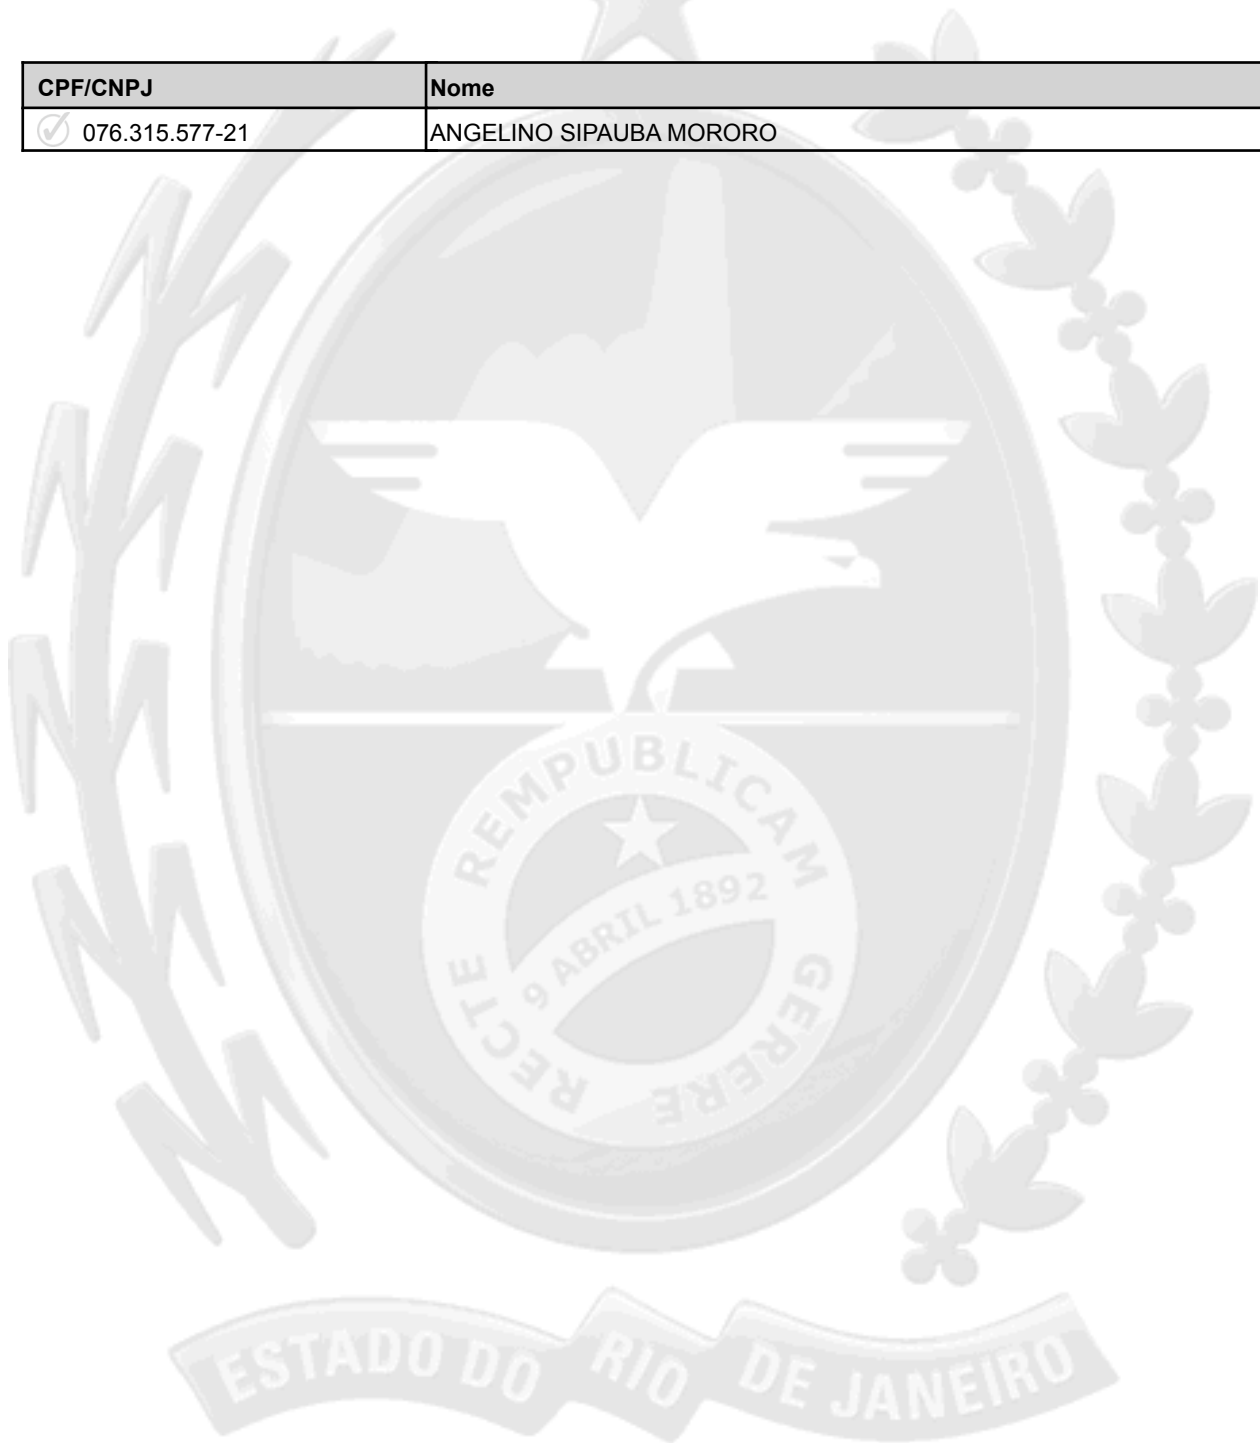 CPF/CNPJ Nome
076.315.577-21 ANGELINO SIPAUBA MORORO
REMPUBLICAM
9 ABRIL 1892
RECTE GERERE
ESTADO DO RIO DE JANEIRO